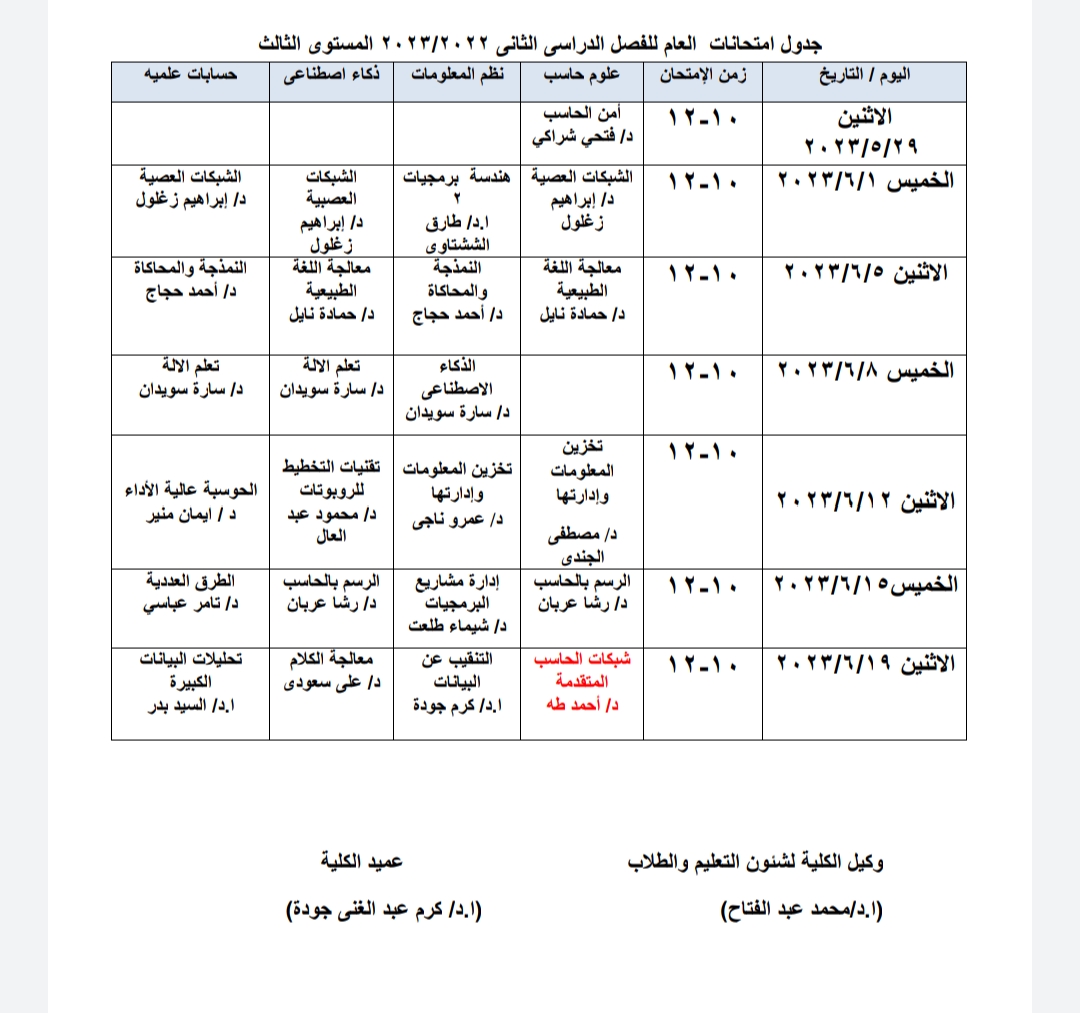 جدول امتحانات العام للفصل الدراسى الثانى ٢٠٢٣/٢٠٢٢ المستوى الثالث
اليوم / التاريخ
زمن الإمتحان
علوم حاسب
نظم المعلومات
ذكاء اصطناعى
حسابات علميه
الاثنين
٢٠٢٣/٥/٢٩
١٠-١٢
أمن الحاسب
د/ فتحي شراكي
الخميس ٢٠٢٣/٦/١
١٠-١٢
الشبكات العصبية
د/ إبراهيم
زغلول
هندسة برمجيات
٢
ا.د/ طارق
الششتاوى
الشبكات
العصبية
د/ إبراهيم
زغلول
الشبكات العصبية
د/ إبراهيم زغلول
الاثنين ٢٠٢٣/٦/٥
١٠-١٢
معالجة اللغة
الطبيعية
د/ حمادة نايل
النمذجة
والمحاكاة
د/ أحمد حجاج
معالجة اللغة
الطبيعية
د/ حمادة نايل
النمذجة والمحاكاة
د/ أحمد حجاج
الخميس ٢٠٢٣/٦/٨
١٠-١٢
الذكاء
الاصطناعى
د/ سارة سويدان
تعلم الالة
د/ سارة سويدان
تعلم الالة
د/ سارة سويدان
الاثنين ٢٠٢٣/٦/١٢
١٠-١٢
تخزين
المعلومات
وإدارتها
د/ مصطفى
الجندى
تخزين المعلومات
وإدارتها
د/ عمرو ناجى
تقنيات التخطيط
للروبوتات
د/ محمود عبد
العال
الحوسبة عالية الأداء
د / ايمان منير
الخميس٢٠٢٣/٦/١٥
١٠-١٢
الرسم بالحاسب
د/ رشا عربان
إدارة مشاريع
البرمجيات
د/ شيماء طلعت
الرسم بالحاسب
د/ رشا عربان
الطرق العددية
د/ تامر عباسي
الاثنين ٢٠٢٣/٦/١٩
١٠-١٢
شبكات الحاسب
المتقدمة
د/ أحمد طه
التنقيب عن
البيانات
ا.د/ كرم جودة
معالجة الكلام
د/ على سعودى
تحليلات البيانات
الكبيرة
ا.د/ السيد بدر
وكيل الكلية لشئون التعليم والطلاب
عميد الكلية
(ا.د/محمد عبد الفتاح)
(ا.د/ كرم عبد الغنى جودة)